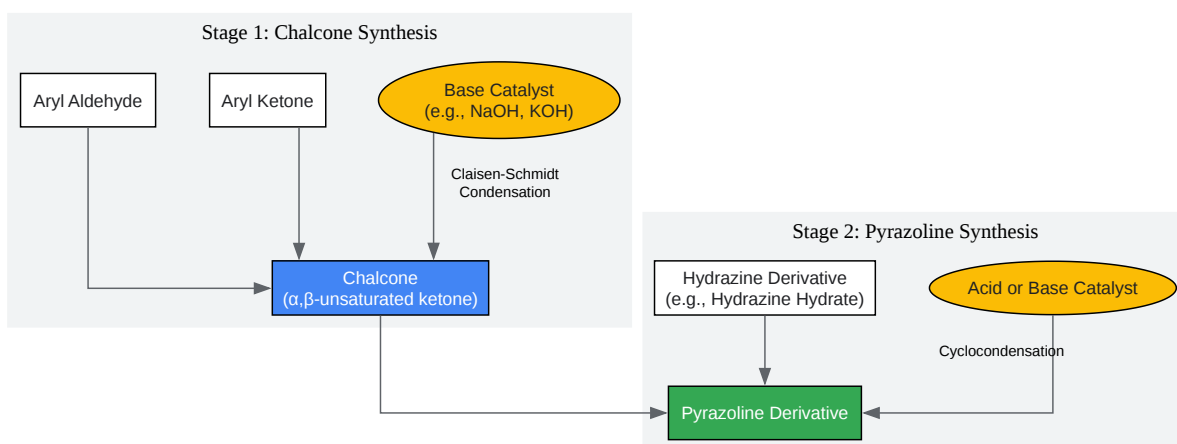 Stage 1: Chalcone Synthesis
Aryl Aldehyde
Aryl Ketone
Base Catalyst
(e.g., NaOH, KOH)
Claisen-Schmidt
Condensation
Chalcone
(α,β-unsaturated ketone)
Stage 2: Pyrazoline Synthesis
Hydrazine Derivative
(e.g., Hydrazine Hydrate)
Acid or Base Catalyst
Cyclocondensation
Pyrazoline Derivative